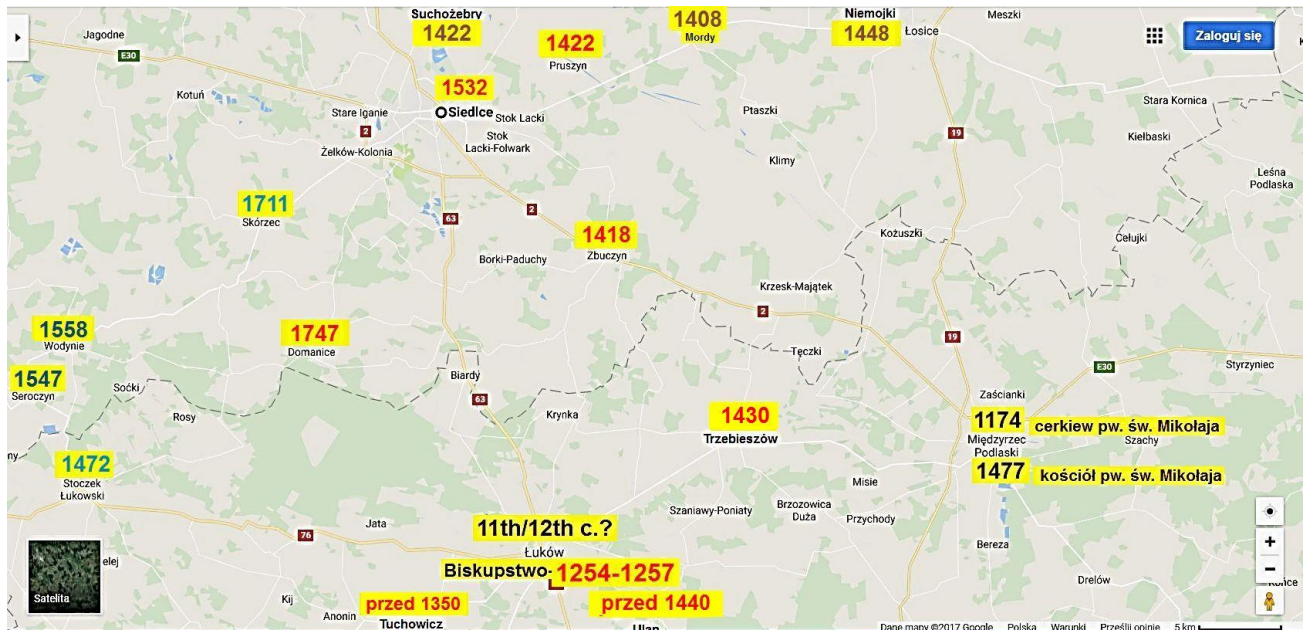 Suchożebry
1422
1408
Mordy
Niemojki
1448
Łosice
Meszki
Jagodne
E30
1422
Pruszyn
Zaloguj się
Kotuń
1532
Siedlce
Stok Lacki
Stare Iganie
2
Stok
Lacki-Folwark
Żelków-Kolonia
Ptaszki
Klimy
19
Stara Kornica
Kiełbaski
Leśna
Podlaska
1711
Skórzec
63
2
1418
Zbuczyn
Borki-Paduchy
Kożuszki
Celujki
Krzesk-Majątek
2
19
1558
Wodynie
1747
Domanice
Tęczki
E30
Styrzyniec
1547
Seroczyn
Soćki
Rosy
Biardy
63
Krynka
1430
Trzebieszów
Zaścianki
1174
cerkiew pw. św. Mikołaja
Międzyrzec
Podlaski
Szachy
1477
kościół pw. św. Mikołaja
1472
Stoczek
Łukowski
my
Misie
Szaniawy-Poniaty
Brzozowica
Duża
Przychody
Bereza
Drelów
76
Jata
11th/12th c.?
Łuków
Biskupstwo-1254-1257
elej
Satelita
Kij
Anonin
przed 1350
Tuchowicz
przed 1440
Ulan
Dane mapy ©2017 Google Polska Warunki Prześlij opinię 5 km